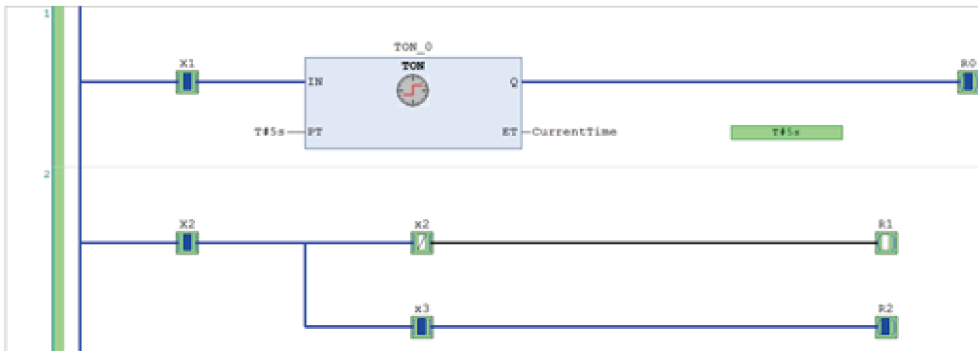 1
TON_0
X1
TON
R0
IN
Q
T#5s
PT
ET
CurrentTime
T#5s
2
X2
x2
R1
x3
R2